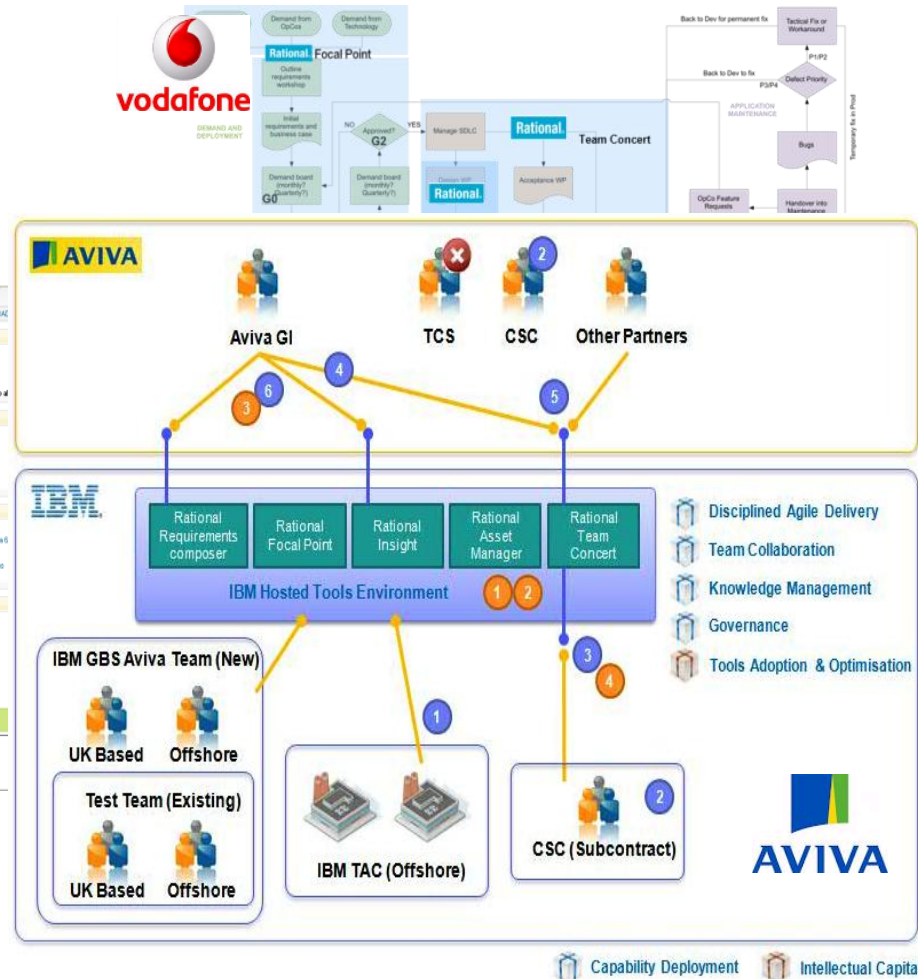 Demand from
OpCos
Demand from
Technology
Rational. Focal Point
vodafone
Outline
requirements
workshop
DEMAND AND
DEPLOYMENT
Initial
requirements and
business case
NO
Approved?
G2
YES
Manage SDLC
Rational.
Team Concert
Demand board
(monthly?
Quarterly?)
G0
Demand board
(monthly?
Quarterly?)
Design WP
Rational.
Acceptance WP
Back to Dev for permanent fix
Tactical Fix or
Workaround
P1/P2
Back to Dev to fix
P3/P4
Defect Priority
APPLICATION
MAINTENANCE
Temporary fix in Prod
Bugs
OpCo Feature
Requests
Handover into
Maintenance
AVIVA
Aviva GI
TCS
2
CSC
Other Partners
4
3
6
5
IBM
Rational
Requirements
composer
Rational
Focal Point
Rational
Insight
Rational
Asset
Manager
Rational
Team
Concert
IBM Hosted Tools Environment
1
2
Disciplined Agile Delivery
Team Collaboration
Knowledge Management
Governance
Tools Adoption & Optimisation
IBM GBS Aviva Team (New)
UK Based
Offshore
Test Team (Existing)
UK Based
Offshore
1
IBM TAC (Offshore)
3
4
2
CSC (Subcontract)
AVIVA
Capability Deployment
Intellectual Capita